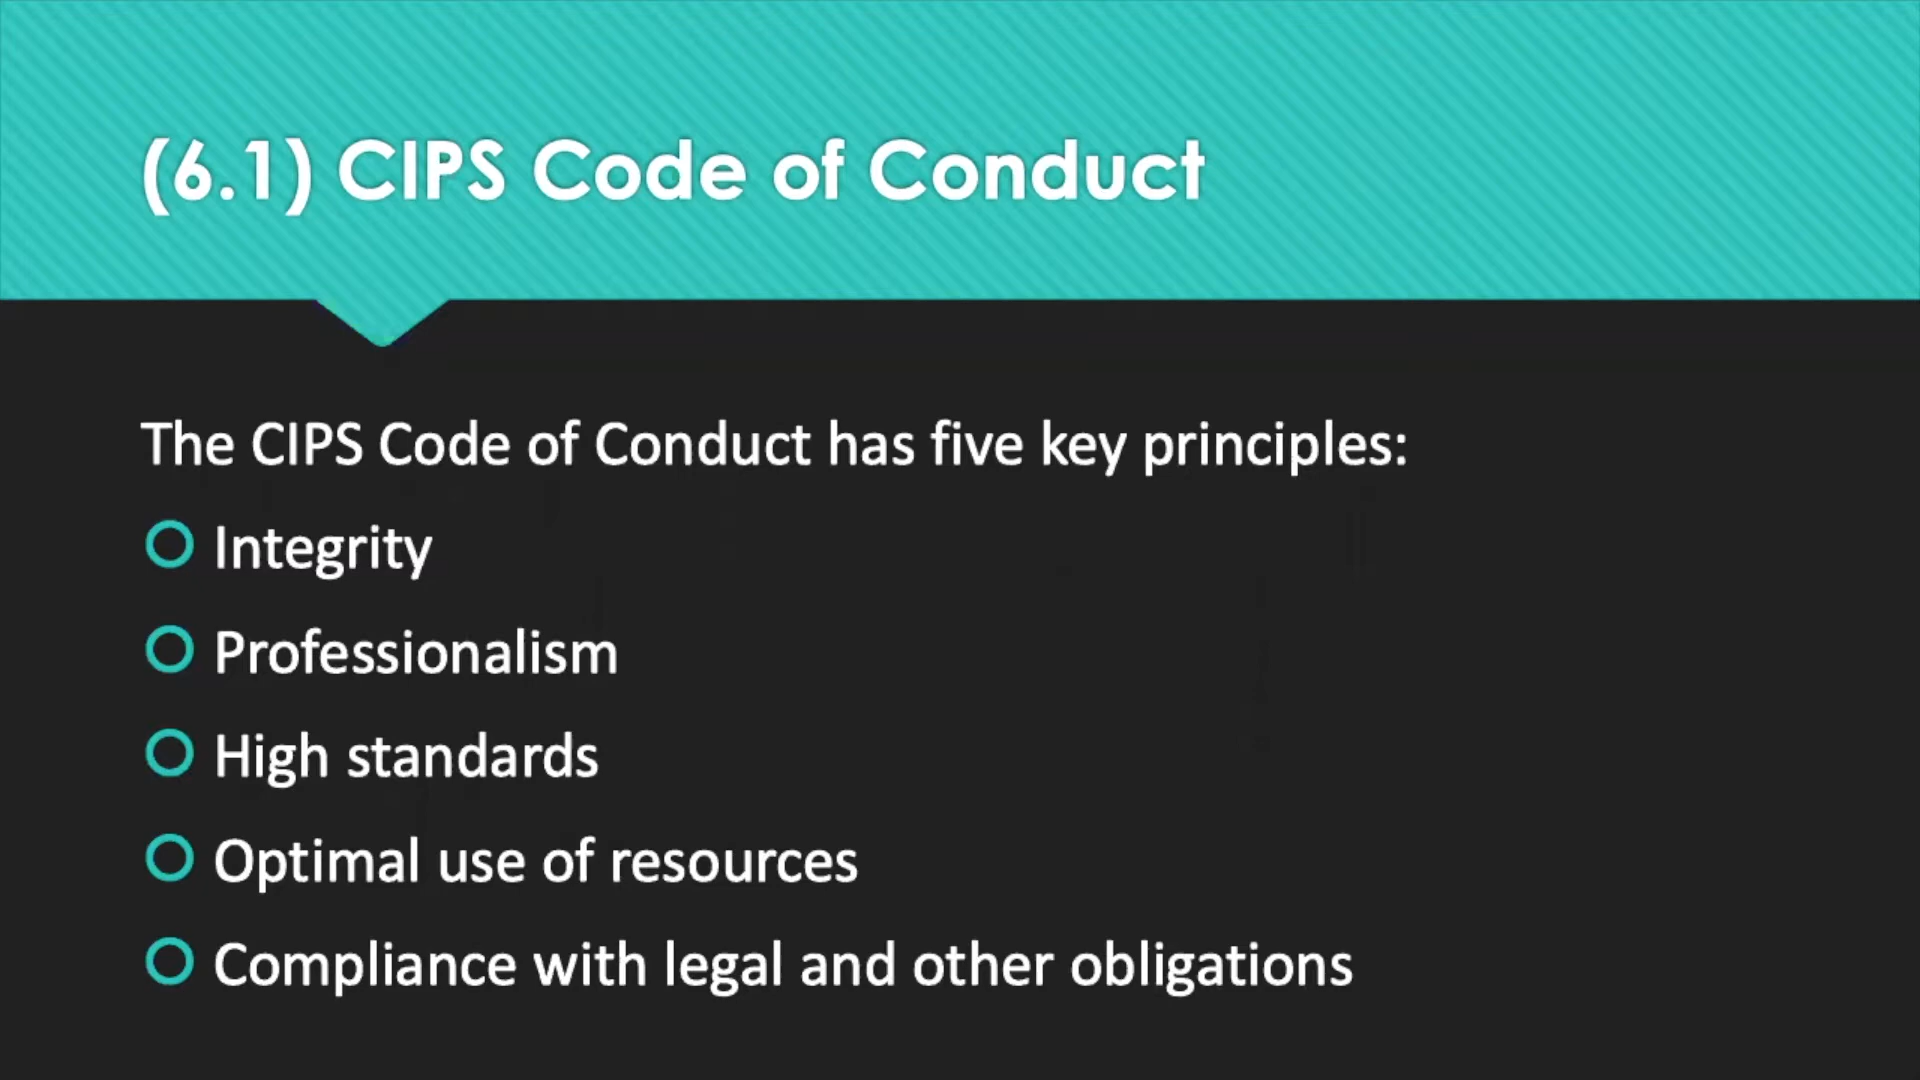 (6.1) CIPS Code of Conduct
The CIPS Code of Conduct has five key principles:
Integrity
Professionalism
High standards
Optimal use of resources
Compliance with legal and other obligations